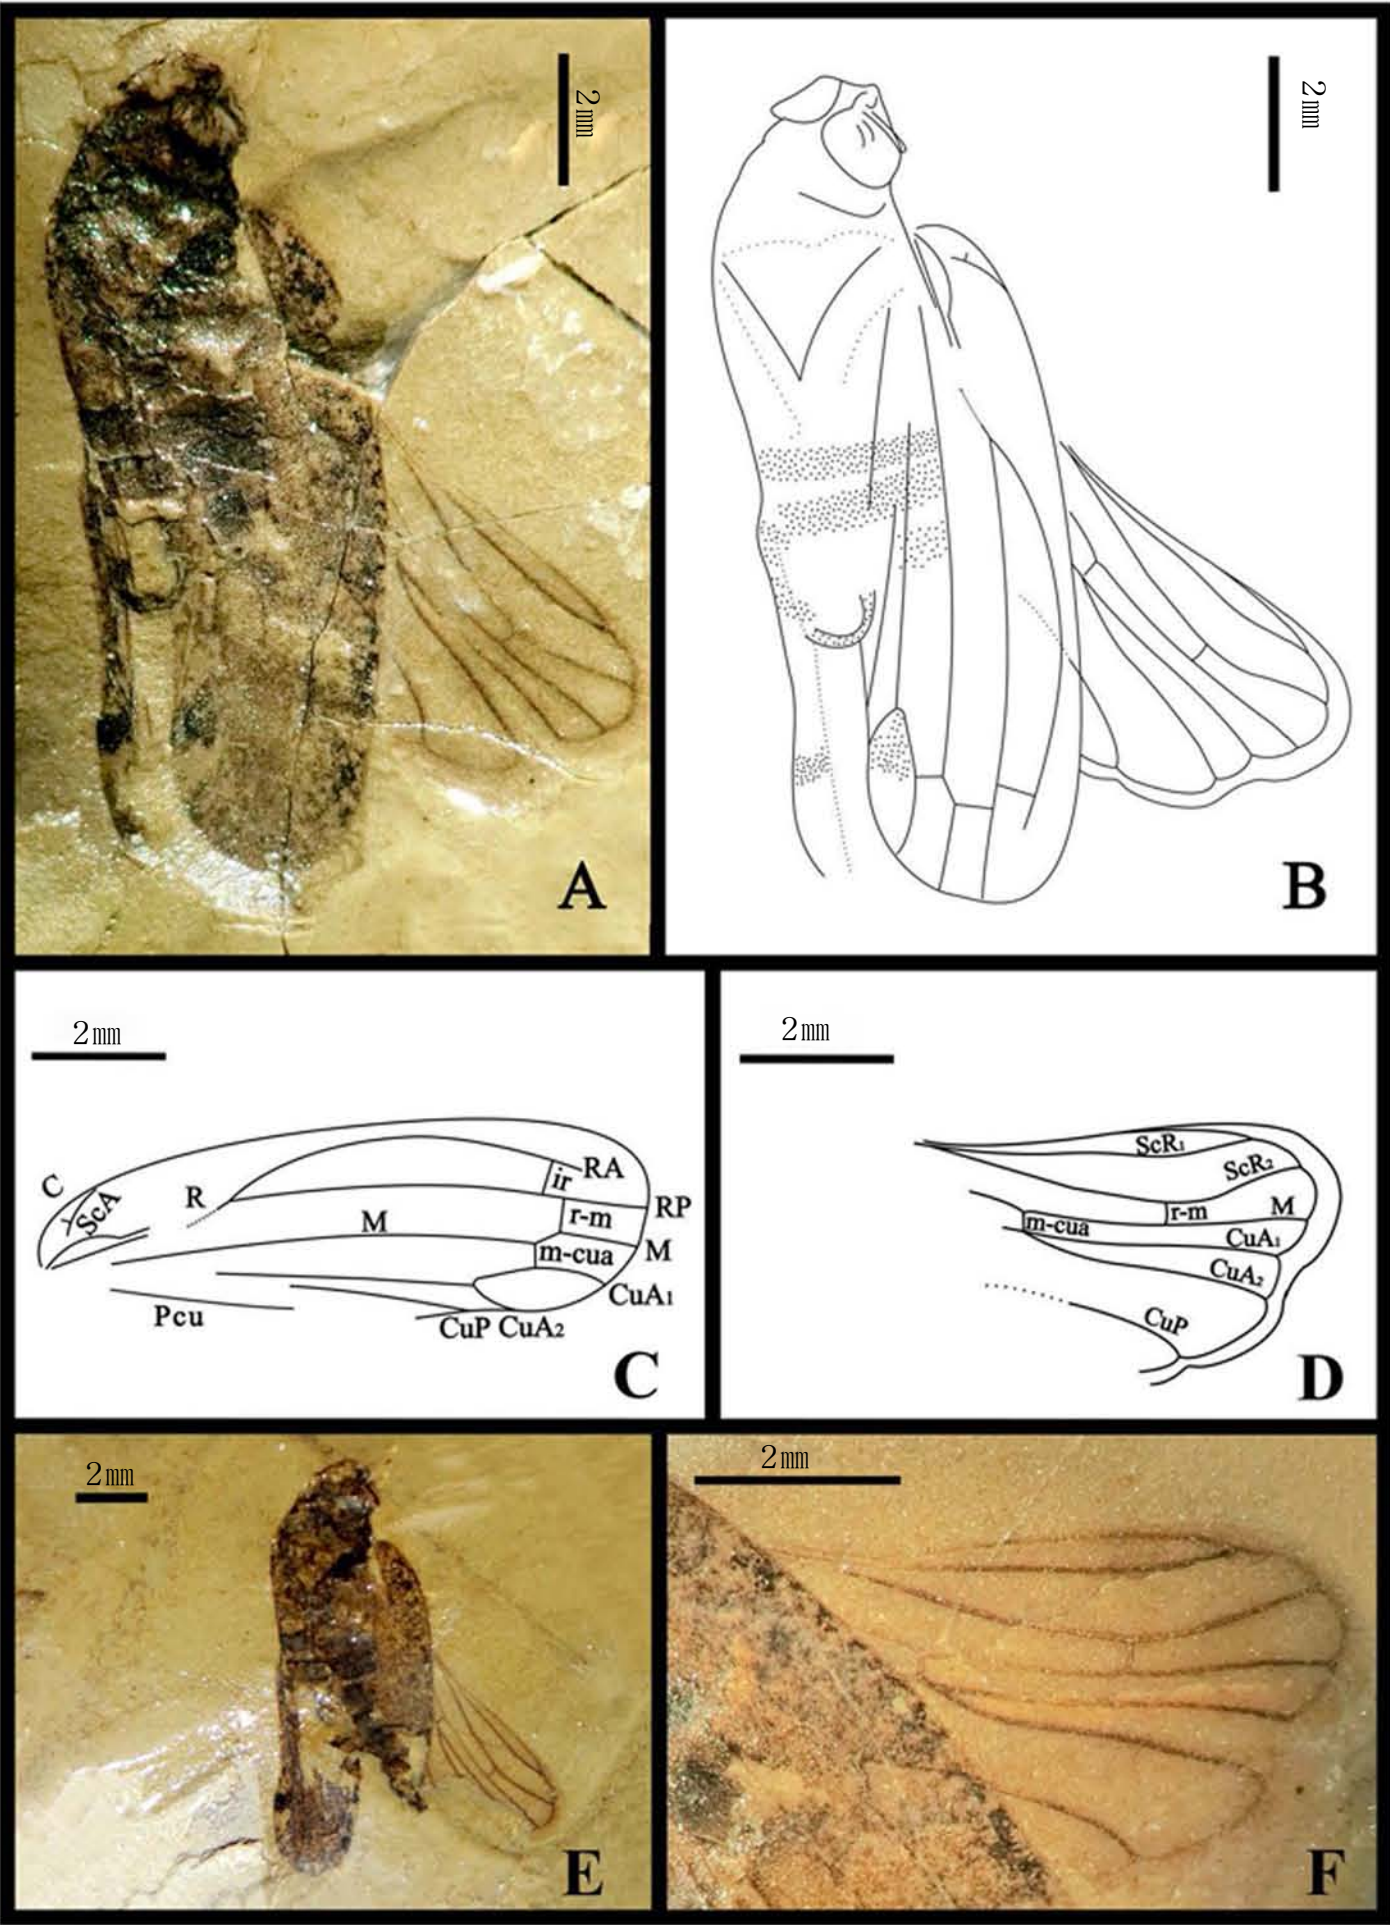 2mm
A
2mm
B
2mm
C
ScA
R
M
ir
RA
r-m
RP
m-cua
M
CuA₁
Pcu
CuP CuA₂
C
2mm
ScR₁
ScR₂
r-m
M
m-cua
CuA₁
CuA₂
CuP
D
2mm
E
2mm
F